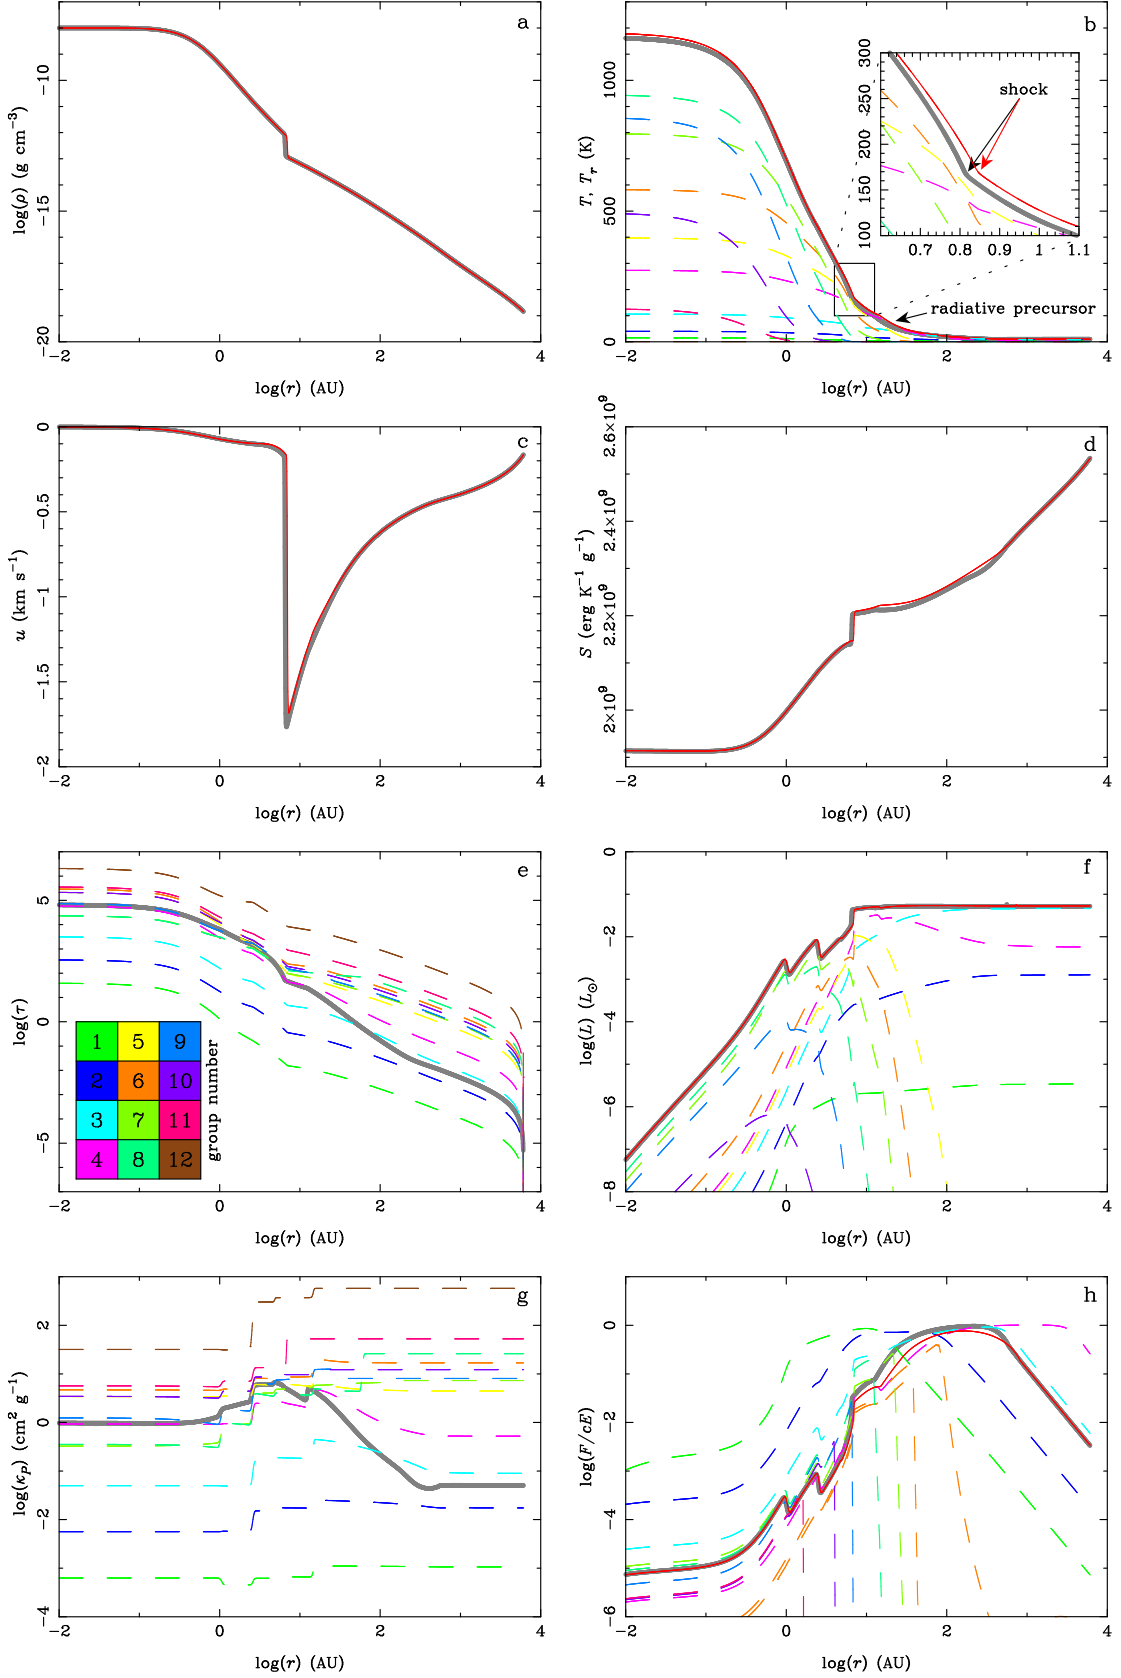 a
log(ρ) (g cm⁻³)
−10
−15
−20
−2 0 2 4
log(r) (AU)
b
T, Tᵣ (K)
1000
500
0
−2 0 2 4
log(r) (AU)
300
250
200
150
100
0.7 0.8 0.9 1 1.1
shock
radiative precursor
c
u (km s⁻¹)
0
−0.5
−1
−1.5
−2
−2 0 2 4
log(r) (AU)
d
S (erg K⁻¹ g⁻¹)
2.6×10⁹
2.4×10⁹
2.2×10⁹
2×10⁹
−2 0 2 4
log(r) (AU)
e
log(τ)
5
0
−5
1 5 9
2 6 10
3 7 11
4 8 12
group number
−2 0 2 4
log(r) (AU)
f
log(L) (L⊙)
0
−2
−4
−6
−8
−2 0 2 4
log(r) (AU)
g
log(κ_P) (cm² g⁻¹)
2
0
−2
−4
−2 0 2 4
log(r) (AU)
h
log(F/cE)
0
−2
−4
−6
−2 0 2 4
log(r) (AU)